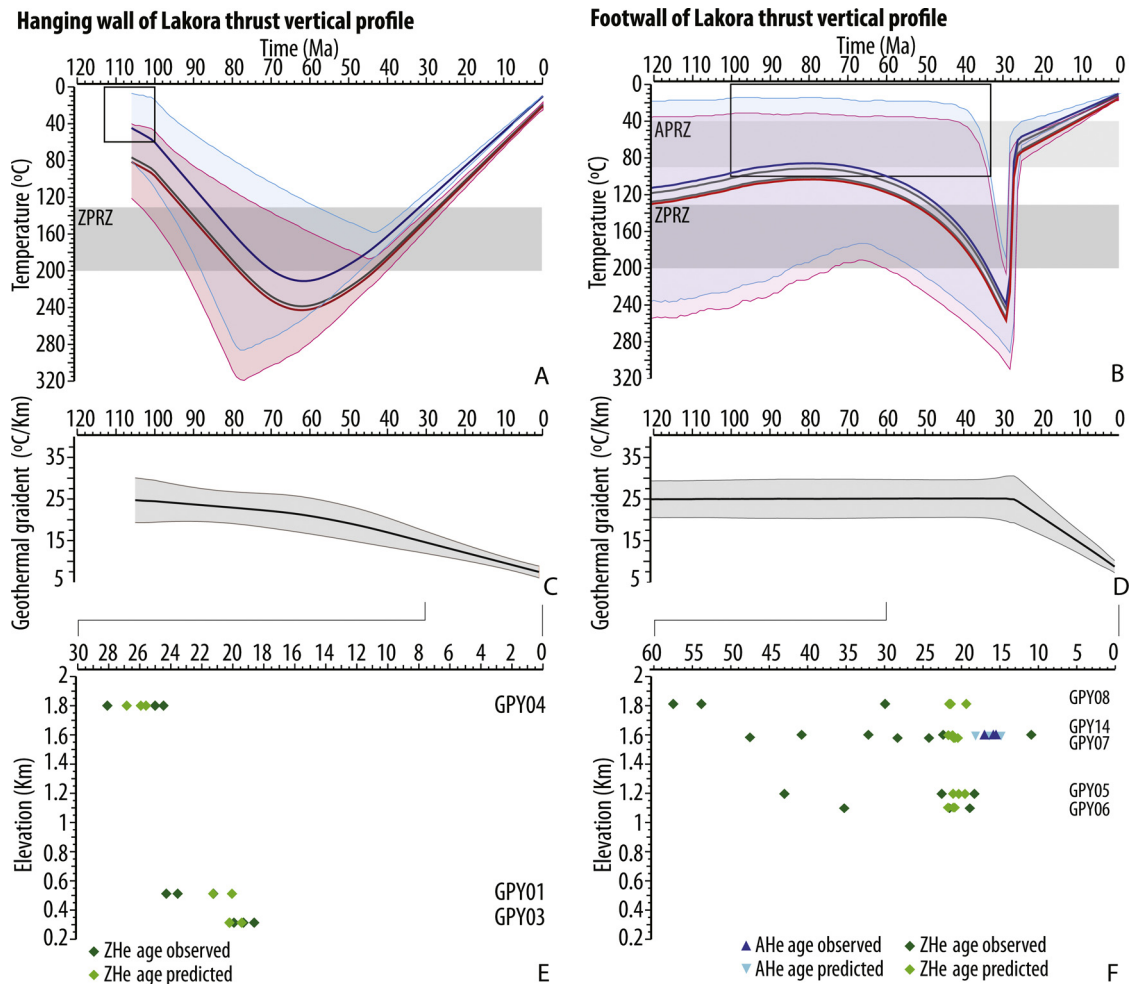 Hanging wall of Lakora thrust vertical profile
Time (Ma)
120 110 100 90 80 70 60 50 40 30 20 10 0
0
40
80
120
160
200
240
280
320
Temperature (ºC)
ZPRZ
A
Footwall of Lakora thrust vertical profile
Time (Ma)
120 110 100 90 80 70 60 50 40 30 20 10 0
0
40
80
120
160
200
240
280
320
Temperature (ºC)
APRZ
ZPRZ
B
120 110 100 90 80 70 60 50 40 30 20 10 0
35
25
15
5
Geothermal graident (ºC/Km)
C
120 110 100 90 80 70 60 50 40 30 20 10 0
35
25
15
5
Geothermal graident (ºC/Km)
D
30 28 26 24 22 20 18 16 14 12 10 8 6 4 2 0
2
1.8
1.6
1.4
1.2
1
0.8
0.6
0.4
0.2
Elevation (Km)
GPY04
GPY01
GPY03
ZHe age observed
ZHe age predicted
E
60 50 40 30 20 10 0
2
1.8
1.6
1.4
1.2
1
0.8
0.6
0.4
0.2
Elevation (Km)
GPY08
GPY14
GPY07
GPY05
GPY06
AHe age observed
AHe age predicted
ZHe age observed
ZHe age predicted
F